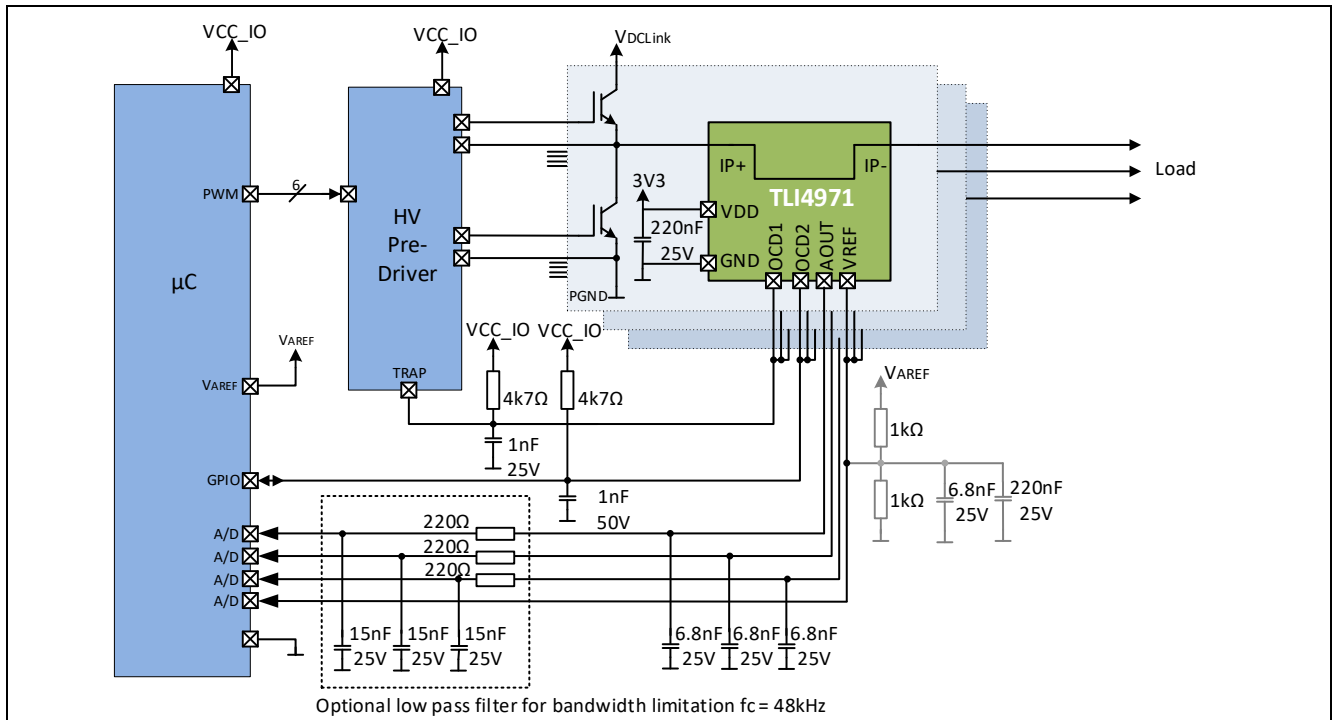 VCC_IO
VCC_IO
VDCLink
PWM
6
HV
Pre-
Driver
µC
IP+
IP-
TLI4971
Load
3V3
VDD
220nF
25V
GND
OCD1
OCD2
AOUT
VREF
PGND
VCC_IO
VCC_IO
VAREF
VAREF
TRAP
4k7Ω
4k7Ω
VAREF
1kΩ
1nF
25V
GPIO
1nF
50V
1kΩ
6.8nF
25V
220nF
25V
A/D
220Ω
A/D
220Ω
A/D
220Ω
A/D
15nF
25V
15nF
25V
15nF
25V
6.8nF
25V
6.8nF
25V
6.8nF
25V
Optional low pass filter for bandwidth limitation fc = 48kHz